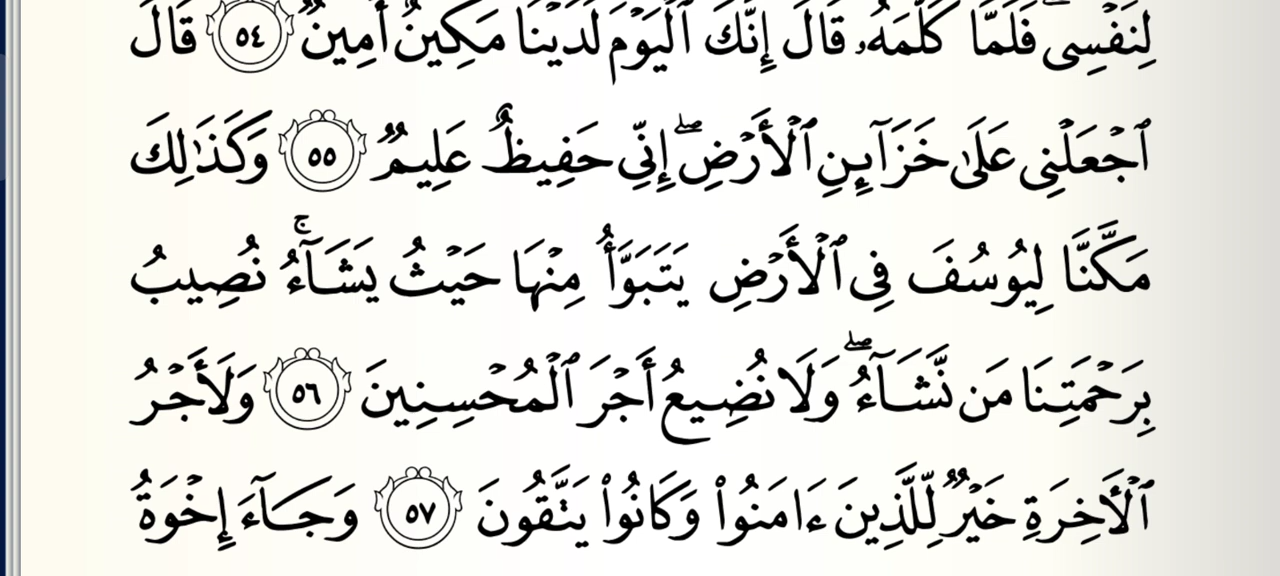 لِنَفْسِى ۖ فَلَمَّا كَلَّمَهُۥ قَالَ إِنَّكَ ٱلْيَوْمَ لَدَيْنَا مَكِينٌ أَمِينٌ ٥٤ قَالَ
ٱجْعَلْنِى عَلَىٰ خَزَآئِنِ ٱلْأَرْضِ ۖ إِنِّى حَفِيظٌ عَلِيمٌ ٥٥ وَكَذَٰلِكَ
مَكَّنَّا لِيُوسُفَ فِى ٱلْأَرْضِ يَتَبَوَّأُ مِنْهَا حَيْثُ يَشَآءُ ۚ نُصِيبُ
بِرَحْمَتِنَا مَن نَّشَآءُ ۖ وَلَا نُضِيعُ أَجْرَ ٱلْمُحْسِنِينَ ٥٦ وَلَأَجْرُ
ٱلْأَخِرَةِ خَيْرٌ لِّلَّذِينَ ءَامَنُوا۟ وَكَانُوا۟ يَتَّقُونَ ٥٧ وَجَآءَ إِخْوَةُ